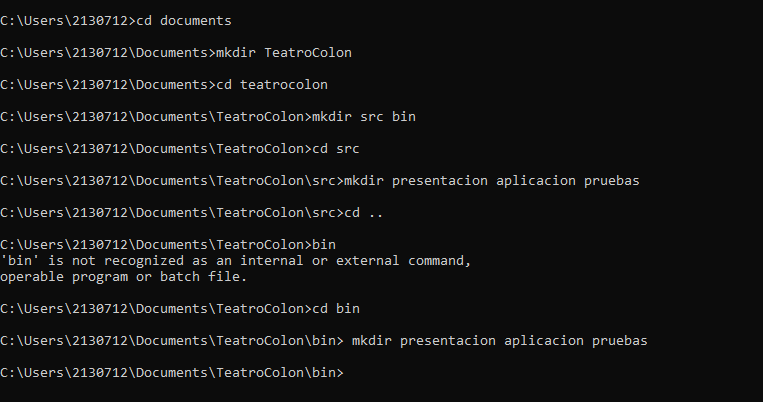 C:\Users\2130712>cd documents
C:\Users\2130712\Documents>mkdir TeatroColon
C:\Users\2130712\Documents>cd teatrocolon
C:\Users\2130712\Documents\TeatroColon>mkdir src bin
C:\Users\2130712\Documents\TeatroColon>cd src
C:\Users\2130712\Documents\TeatroColon\src>mkdir presentacion aplicacion pruebas
C:\Users\2130712\Documents\TeatroColon\src>cd ..
C:\Users\2130712\Documents\TeatroColon>bin
'bin' is not recognized as an internal or external command,
operable program or batch file.
C:\Users\2130712\Documents\TeatroColon>cd bin
C:\Users\2130712\Documents\TeatroColon\bin> mkdir presentacion aplicacion pruebas
C:\Users\2130712\Documents\TeatroColon\bin>